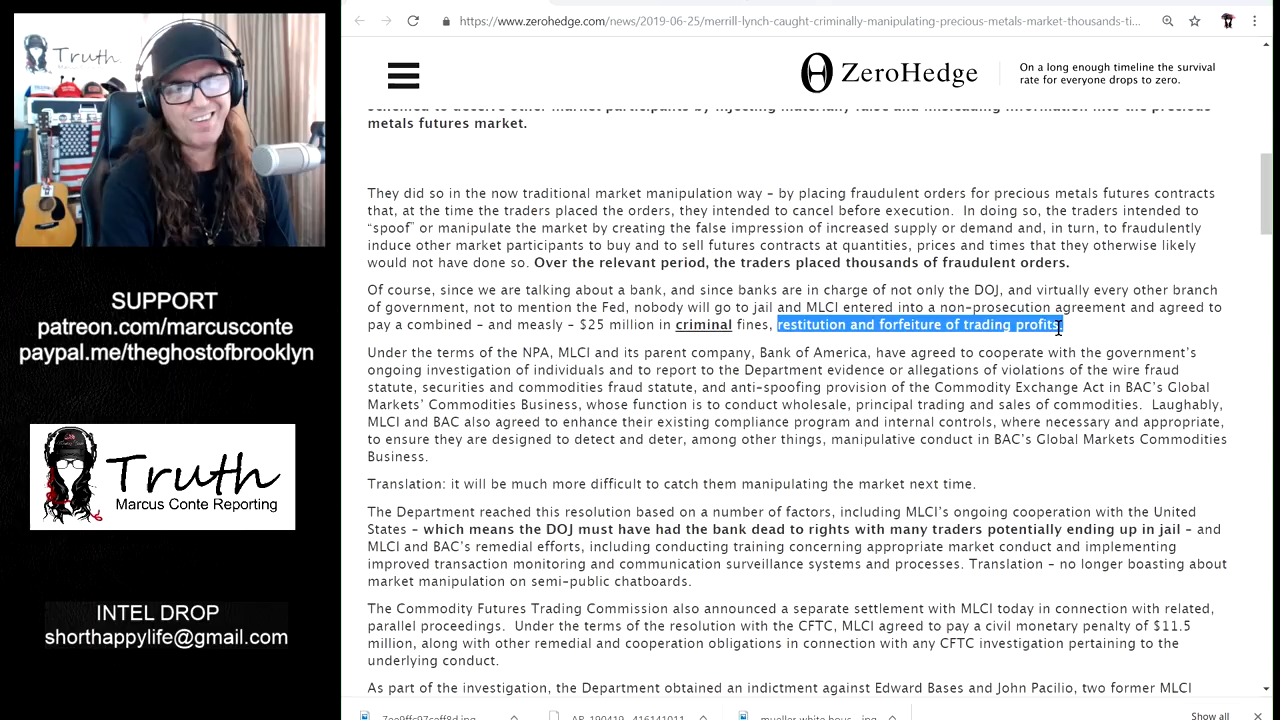 Truth
SUPPORT
patreon.com/marcusconte
paypal.me/theghostofbrooklyn
Truth
Marcus Conte Reporting
INTEL DROP
shorthappylife@gmail.com
https://www.zerohedge.com/news/2019-06-25/merrill-lynch-caught-criminally-manipulating-precious-metals-market-thousands-ti...
ZeroHedge
On a long enough timeline the survival
rate for everyone drops to zero.
schemed to deceive other market participants by injecting materially false and misleading information into the precious
metals futures market.
They did so in the now traditional market manipulation way – by placing fraudulent orders for precious metals futures contracts
that, at the time the traders placed the orders, they intended to cancel before execution.  In doing so, the traders intended to
“spoof” or manipulate the market by creating the false impression of increased supply or demand and, in turn, to fraudulently
induce other market participants to buy and to sell futures contracts at quantities, prices and times that they otherwise likely
would not have done so. Over the relevant period, the traders placed thousands of fraudulent orders.
Of course, since we are talking about a bank, and since banks are in charge of not only the DOJ, and virtually every other branch
of government, not to mention the Fed, nobody will go to jail and MLCI entered into a non-prosecution agreement and agreed to
pay a combined – and measly – $25 million in criminal fines, restitution and forfeiture of trading profits.
Under the terms of the NPA, MLCI and its parent company, Bank of America, have agreed to cooperate with the government’s
ongoing investigation of individuals and to report to the Department evidence or allegations of violations of the wire fraud
statute, securities and commodities fraud statute, and anti-spoofing provision of the Commodity Exchange Act in BAC’s Global
Markets’ Commodities Business, whose function is to conduct wholesale, principal trading and sales of commodities.  Laughably,
MLCI and BAC also agreed to enhance their existing compliance program and internal controls, where necessary and appropriate,
to ensure they are designed to detect and deter, among other things, manipulative conduct in BAC’s Global Markets Commodities
Business.
Translation: it will be much more difficult to catch them manipulating the market next time.
The Department reached this resolution based on a number of factors, including MLCI’s ongoing cooperation with the United
States – which means the DOJ must have had the bank dead to rights with many traders potentially ending up in jail – and
MLCI and BAC’s remedial efforts, including conducting training concerning appropriate market conduct and implementing
improved transaction monitoring and communication surveillance systems and processes. Translation – no longer boasting about
market manipulation on semi-public chatboards.
The Commodity Futures Trading Commission also announced a separate settlement with MLCI today in connection with related,
parallel proceedings.  Under the terms of the resolution with the CFTC, MLCI agreed to pay a civil monetary penalty of $11.5
million, along with other remedial and cooperation obligations in connection with any CFTC investigation pertaining to the
underlying conduct.
As part of the investigation, the Department obtained an indictment against Edward Bases and John Pacilio, two former MLCI
7ee9ffc97ceff8d.jpg
AP_190419_416141011
mueller white hous....jpg
Show all